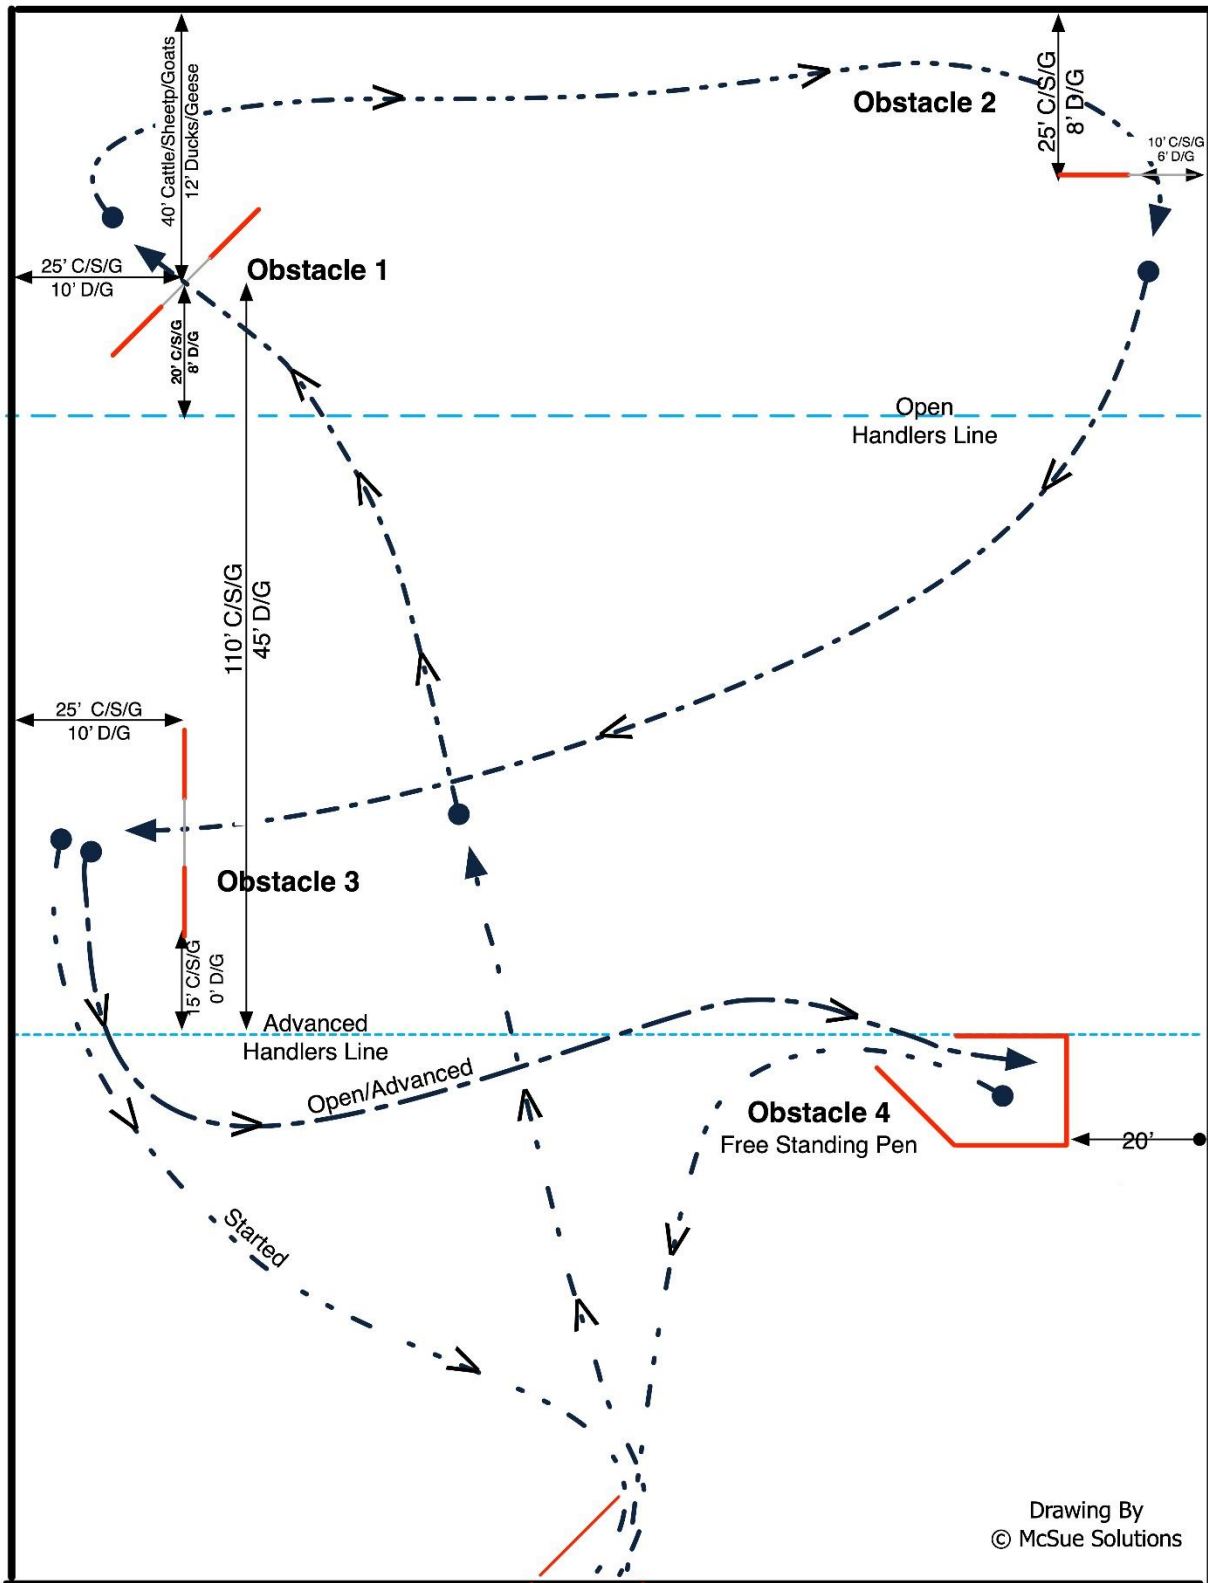 40' Cattle/Sheetp/Goats
12' Ducks/Geese
Obstacle 2
25' C/S/G
8' D/G
10' C/S/G
6' D/G
25' C/S/G
10' D/G
Obstacle 1
20' C/S/G
8' D/G
Open
Handlers Line
110' C/S/G
45' D/G
25' C/S/G
10' D/G
Obstacle 3
15' C/S/G
0' D/G
Advanced
Handlers Line
Open/Advanced
Obstacle 4
Free Standing Pen
20'
Started
Drawing By
© McSue Solutions